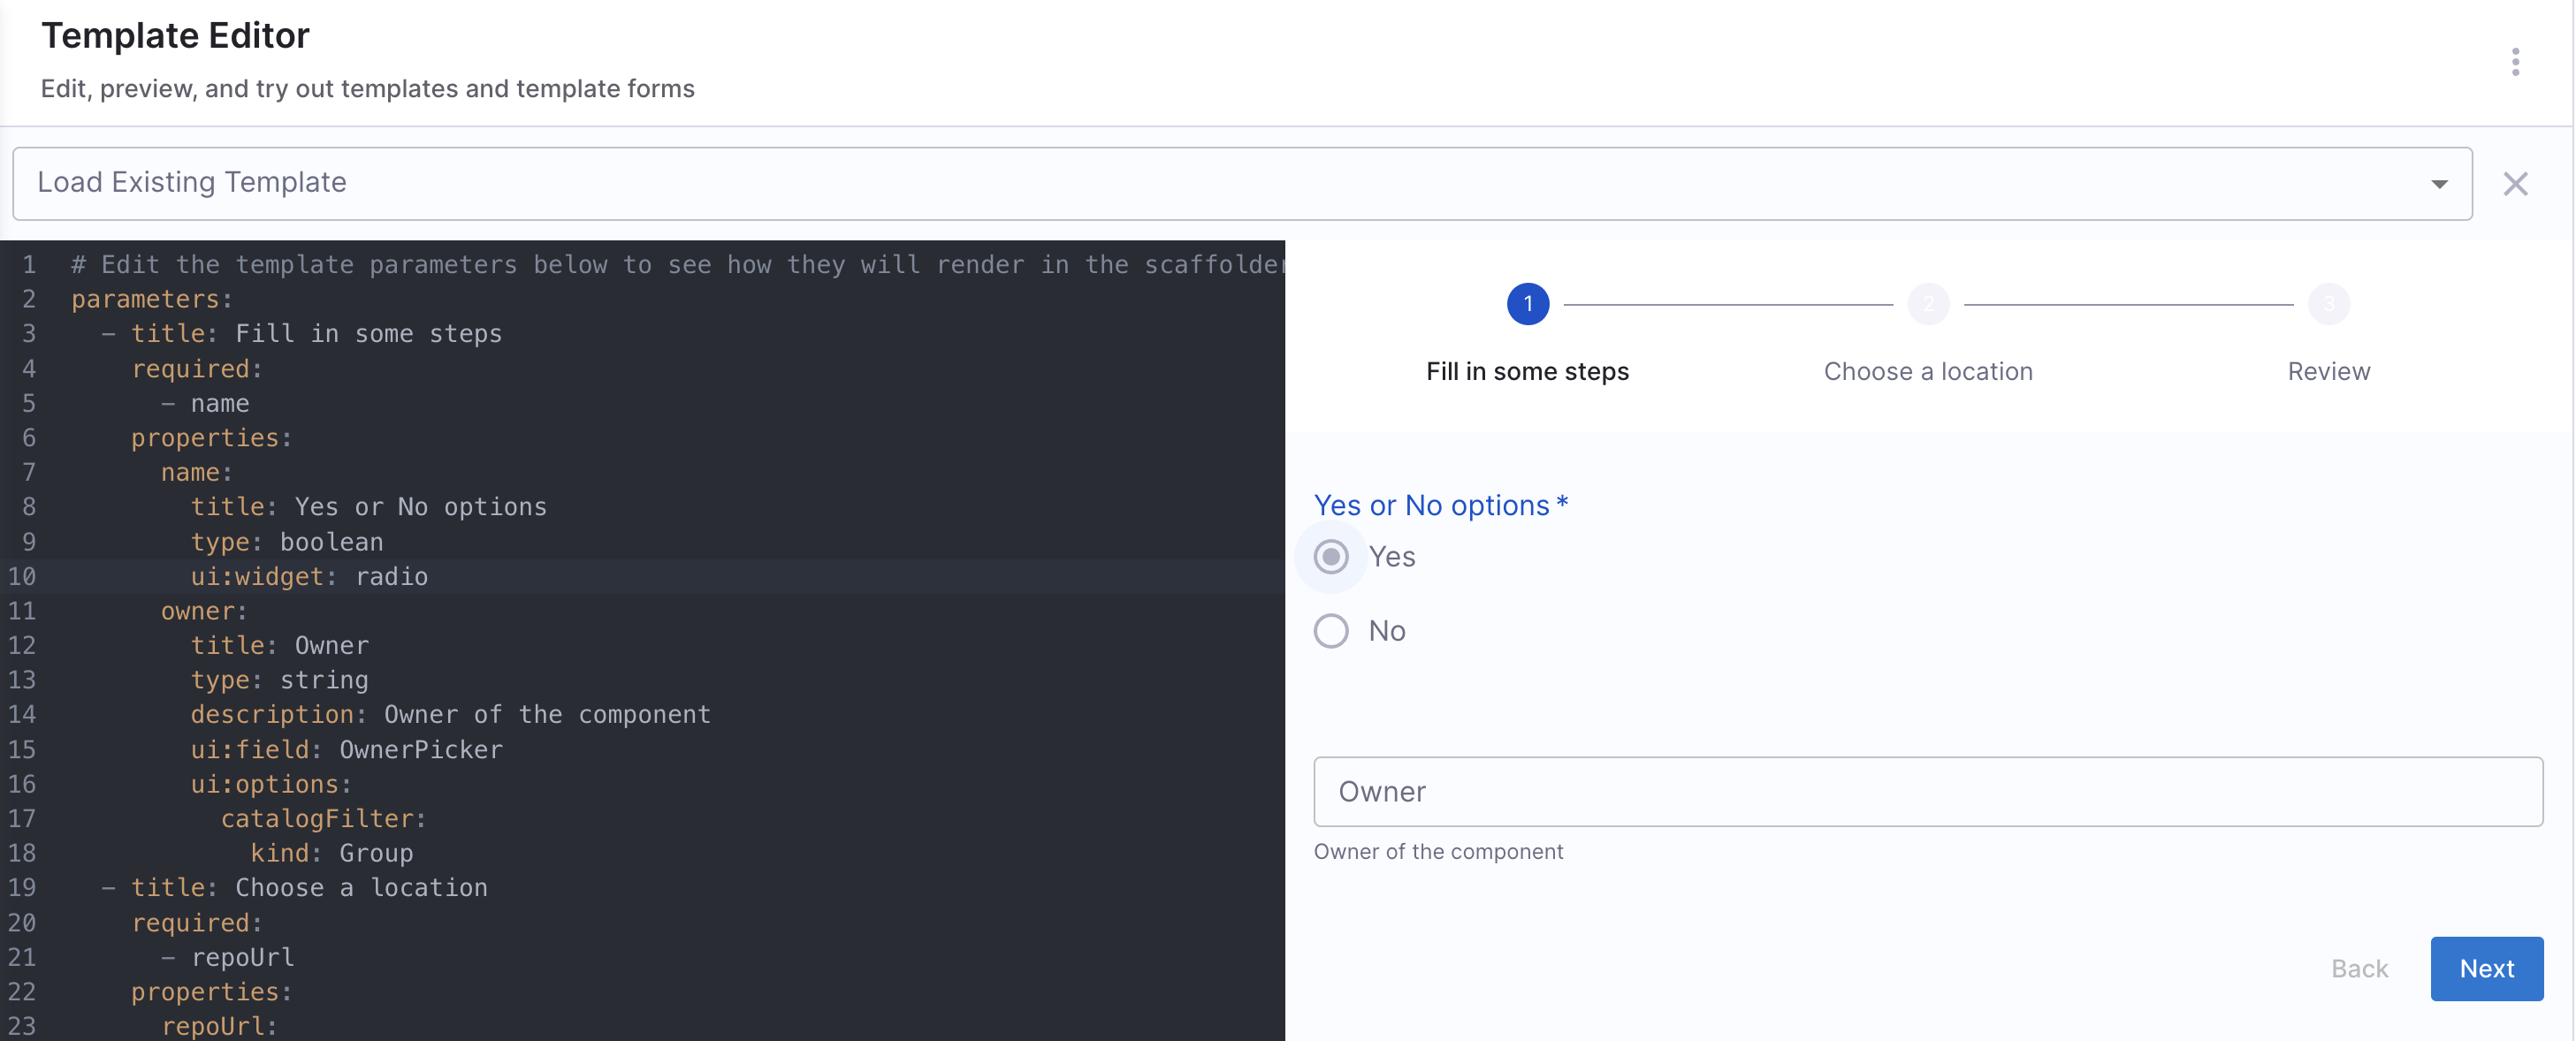 Template Editor
Edit, preview, and try out templates and template forms
Load Existing Template
1 # Edit the template parameters below to see how they will render in the scaffolder
2 parameters:
3   - title: Fill in some steps
4     required:
5       - name
6     properties:
7       name:
8         title: Yes or No options
9         type: boolean
10         ui:widget: radio
11       owner:
12         title: Owner
13         type: string
14         description: Owner of the component
15         ui:field: OwnerPicker
16         ui:options:
17           catalogFilter:
18             kind: Group
19   - title: Choose a location
20     required:
21       - repoUrl
22     properties:
23       repoUrl:
1 2 3
Fill in some steps Choose a location Review
Yes or No options *
Yes
No
Owner
Owner of the component
Back Next